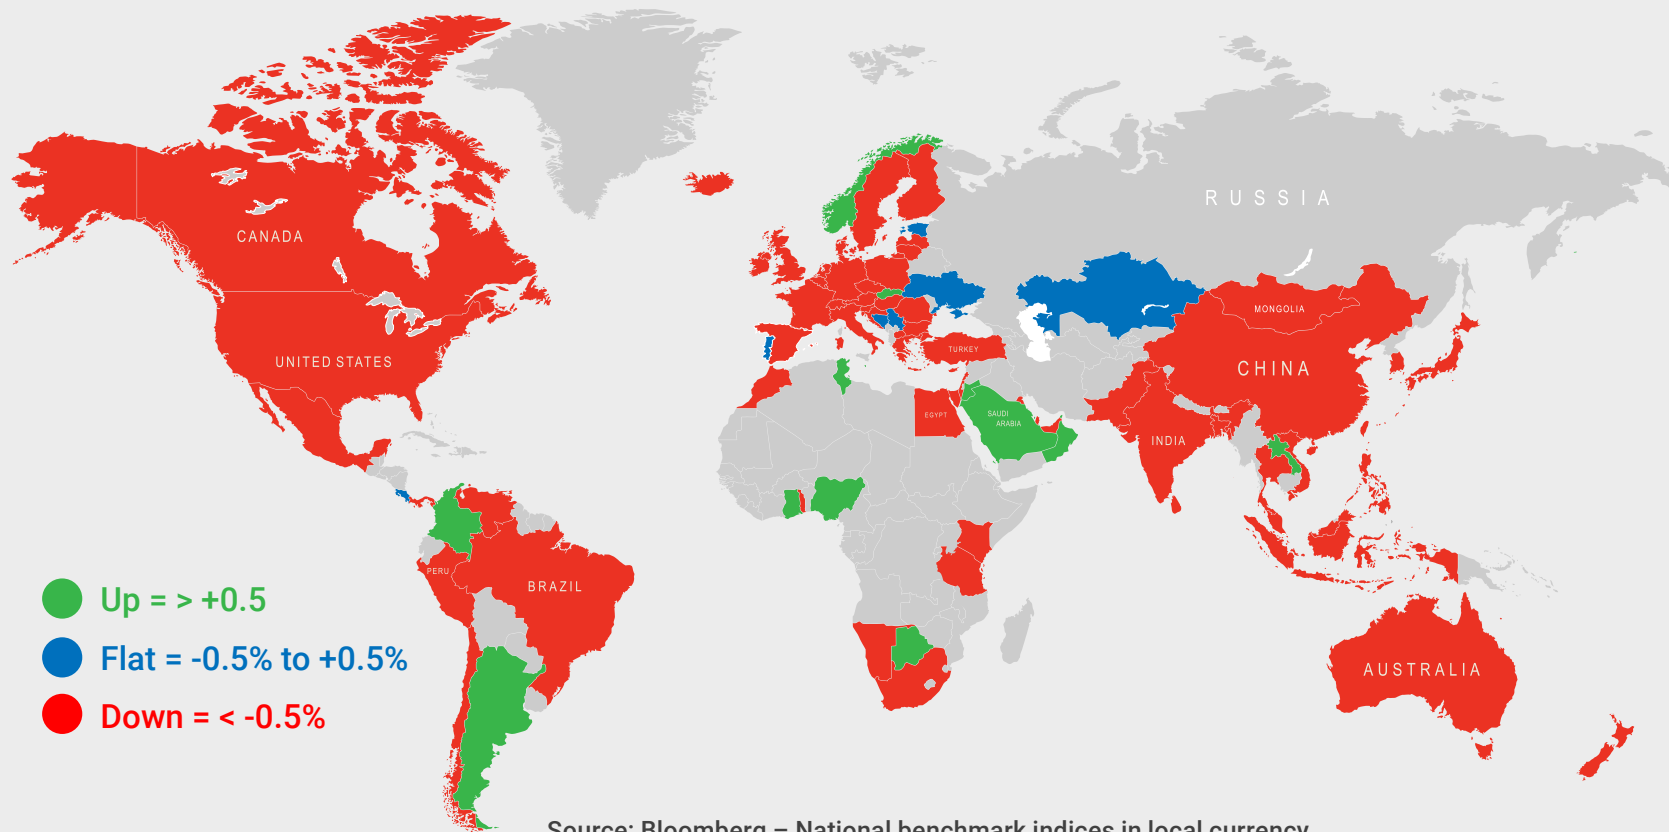 RUSSIA
CANADA
MONGOLIA
TURKEY
UNITED STATES
CHINA
EGYPT
SAUDI
ARABIA
INDIA
PERU
BRAZIL
Up = > +0.5
Flat = -0.5% to +0.5%
AUSTRALIA
Down = < -0.5%
Source: Bloomberg – National benchmark indices in local currency